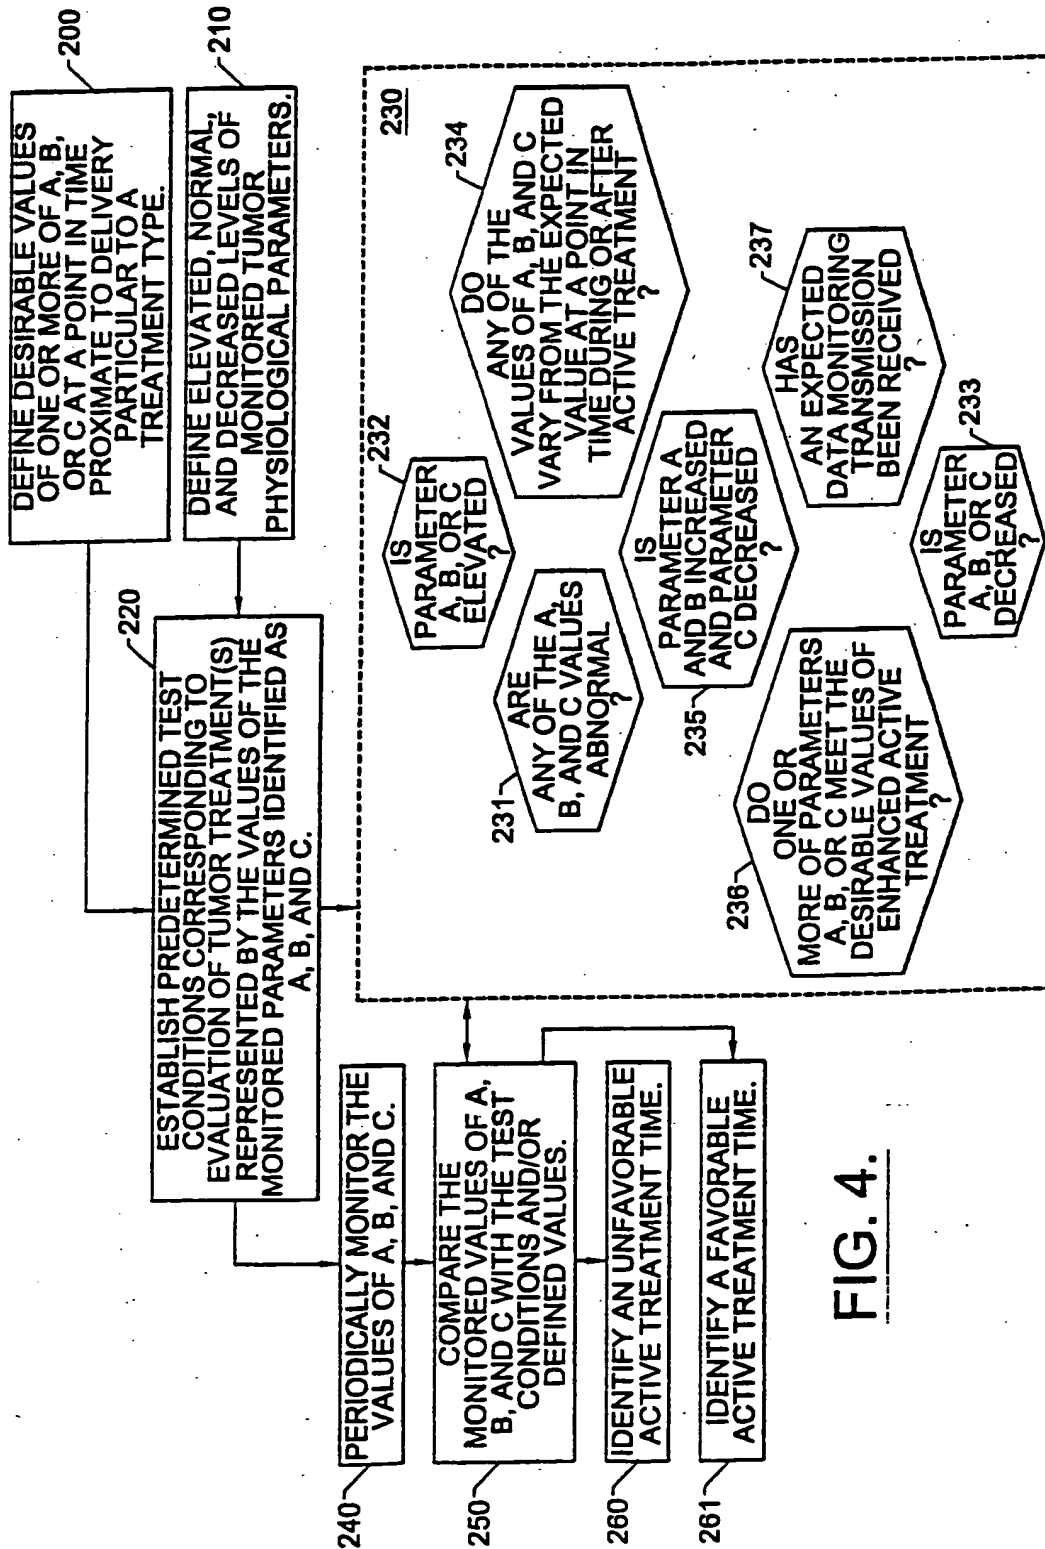 200
DEFINE DESIRABLE VALUES
OF ONE OR MORE OF A, B,
OR C AT A POINT IN TIME
PROXIMATE TO DELIVERY
PARTICULAR TO A
TREATMENT TYPE.
210
DEFINE ELEVATED, NORMAL,
AND DECREASED LEVELS OF
MONITORED TUMOR
PHYSIOLOGICAL PARAMETERS.
220
ESTABLISH PREDETERMINED TEST
CONDITIONS CORRESPONDING TO
EVALUATION OF TUMOR TREATMENT(S)
REPRESENTED BY THE VALUES OF THE
MONITORED PARAMETERS IDENTIFIED AS
A, B, AND C.
230
232
IS
PARAMETER
A, B, OR C
ELEVATED
?
234
DO
ANY OF THE
VALUES OF A, B, AND C
VARY FROM THE EXPECTED
VALUE AT A POINT IN
TIME DURING OR AFTER
ACTIVE TREATMENT
?
231
ARE
ANY OF THE A,
B, AND C VALUES
ABNORMAL
?
235
IS
PARAMETER A
AND B INCREASED
AND PARAMETER
C DECREASED
?
237
HAS
AN EXPECTED
DATA MONITORING
TRANSMISSION
BEEN RECEIVED
?
236
DO
ONE OR
MORE OF PARAMETERS
A, B, OR C MEET THE
DESIRABLE VALUES OF
ENHANCED ACTIVE
TREATMENT
?
233
IS
PARAMETER
A, B, OR C
DECREASED
?
240
PERIODICALLY MONITOR THE
VALUES OF A, B, AND C.
250
COMPARE THE
MONITORED VALUES OF A,
B, AND C WITH THE TEST
CONDITIONS AND/OR
DEFINED VALUES.
260
IDENTIFY AN UNFAVORABLE
ACTIVE TREATMENT TIME.
261
IDENTIFY A FAVORABLE
ACTIVE TREATMENT TIME.
FIG. 4.